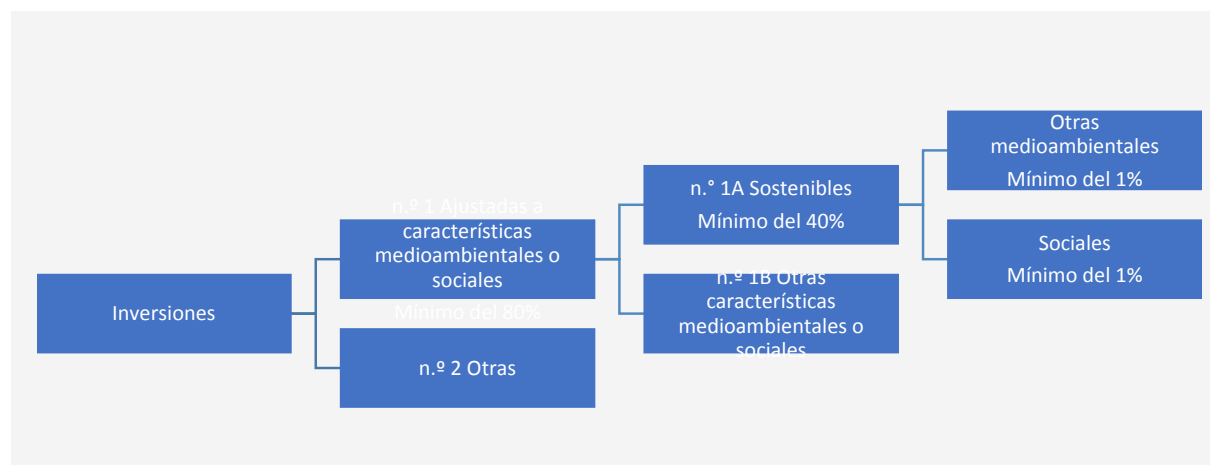 Inversiones
n.º 1 Ajustadas a
características
medioambientales o
sociales
Mínimo del 80%
n.º 2 Otras
n.° 1A Sostenibles
Mínimo del 40%
n.º 1B Otras
características
medioambientales o
sociales
Otras
medioambientales
Mínimo del 1%
Sociales
Mínimo del 1%